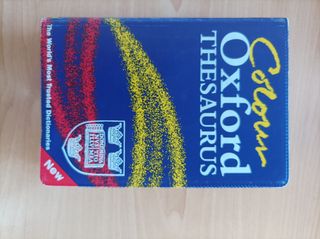 Colour
Oxford
THESAURUS
New
The World's Most Trusted Dictionaries